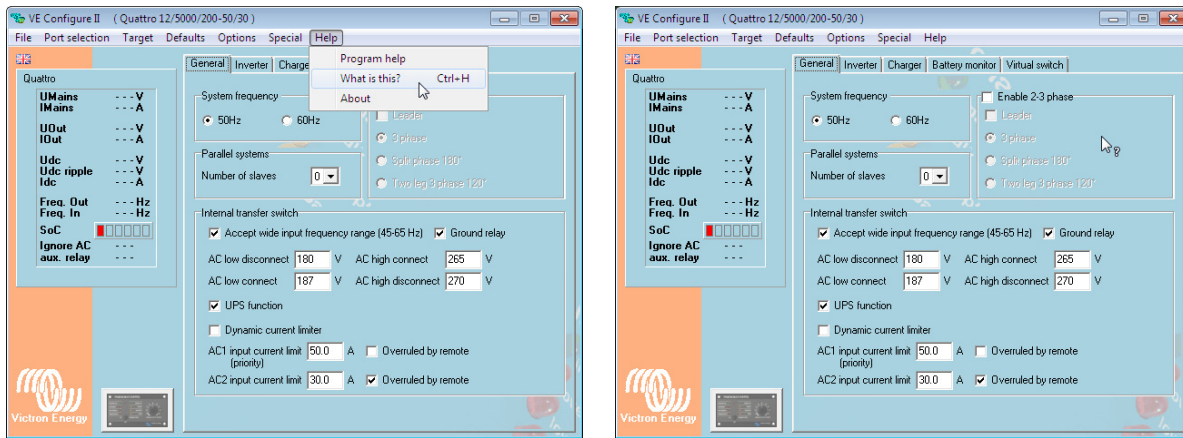 VE Configure II ( Quattro 12/5000/200-50/30 )
File Port selection Target Defaults Options Special Help
Program help
What is this? Ctrl+H
About
General Inverter Charge
Quattro
UMains - - - V
IMains - - - A
UOut - - - V
IOut - - - A
Udc - - - V
Udc ripple - - - V
Idc - - - A
Freq. Out - - - Hz
Freq. In - - - Hz
SoC
Ignore AC - - -
aux. relay - - -
System frequency
50Hz 60Hz
Leader
3 phase
Parallel systems
Split phase 180°
Number of slaves 0
Two leg 3 phase 120°
Internal transfer switch
Accept wide input frequency range (45-65 Hz) Ground relay
AC low disconnect 180 V AC high connect 265 V
AC low connect 187 V AC high disconnect 270 V
UPS function
Dynamic current limiter
AC1 input current limit 50.0 A Overruled by remote
(priority)
AC2 input current limit 30.0 A Overruled by remote
Victron Energy
VE Configure II ( Quattro 12/5000/200-50/30 )
File Port selection Target Defaults Options Special Help
General Inverter Charger Battery monitor Virtual switch
Quattro
UMains - - - V
IMains - - - A
UOut - - - V
IOut - - - A
Udc - - - V
Udc ripple - - - V
Idc - - - A
Freq. Out - - - Hz
Freq. In - - - Hz
SoC
Ignore AC - - -
aux. relay - - -
System frequency
Enable 2-3 phase
50Hz 60Hz
Leader
3 phase
Parallel systems
Split phase 180°
Number of slaves 0
Two leg 3 phase 120°
Internal transfer switch
Accept wide input frequency range (45-65 Hz) Ground relay
AC low disconnect 180 V AC high connect 265 V
AC low connect 187 V AC high disconnect 270 V
UPS function
Dynamic current limiter
AC1 input current limit 50.0 A Overruled by remote
(priority)
AC2 input current limit 30.0 A Overruled by remote
Victron Energy